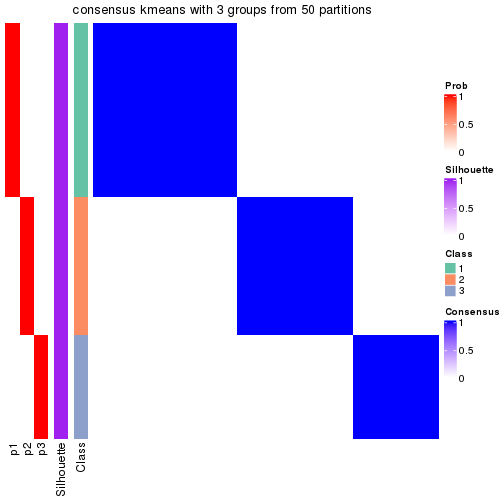 consensus kmeans with 3 groups from 50 partitions
Prob
1
0.5
0
Silhouette
1
0.5
0
Class
1
2
3
Consensus
1
0.5
0
p1
p2
p3
Silhouette
Class